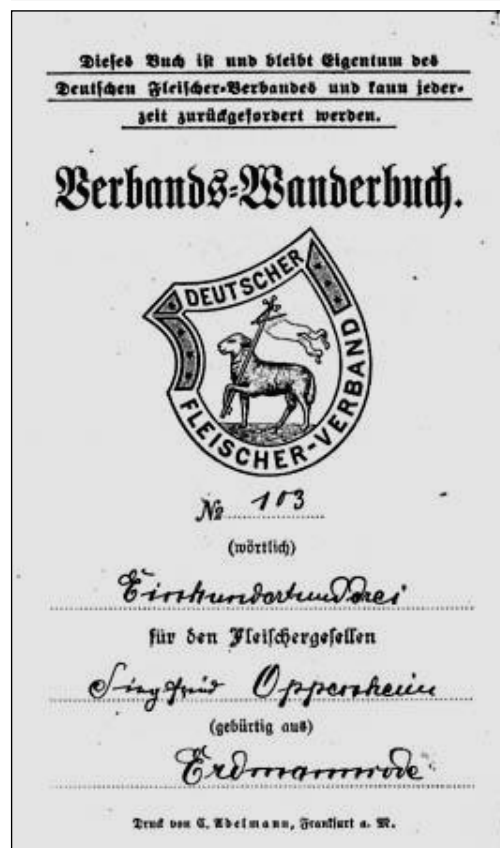 Dieses Buch ist und bleibt Eigentum des
Deutschen Fleischer-Verbandes und kann jeder-
zeit zurückgefordert werden.
Verbands-Wanderbuch.
DEUTSCHER
FLEISCHER-VERBAND
№ 103
(wörtlich)
Einhundertunddrei
für den Fleischergesellen
Siegfried Oppenheim
(gebürtig aus)
Erdmannrode
Druck von C. Adelmann, Frankfurt a. M.